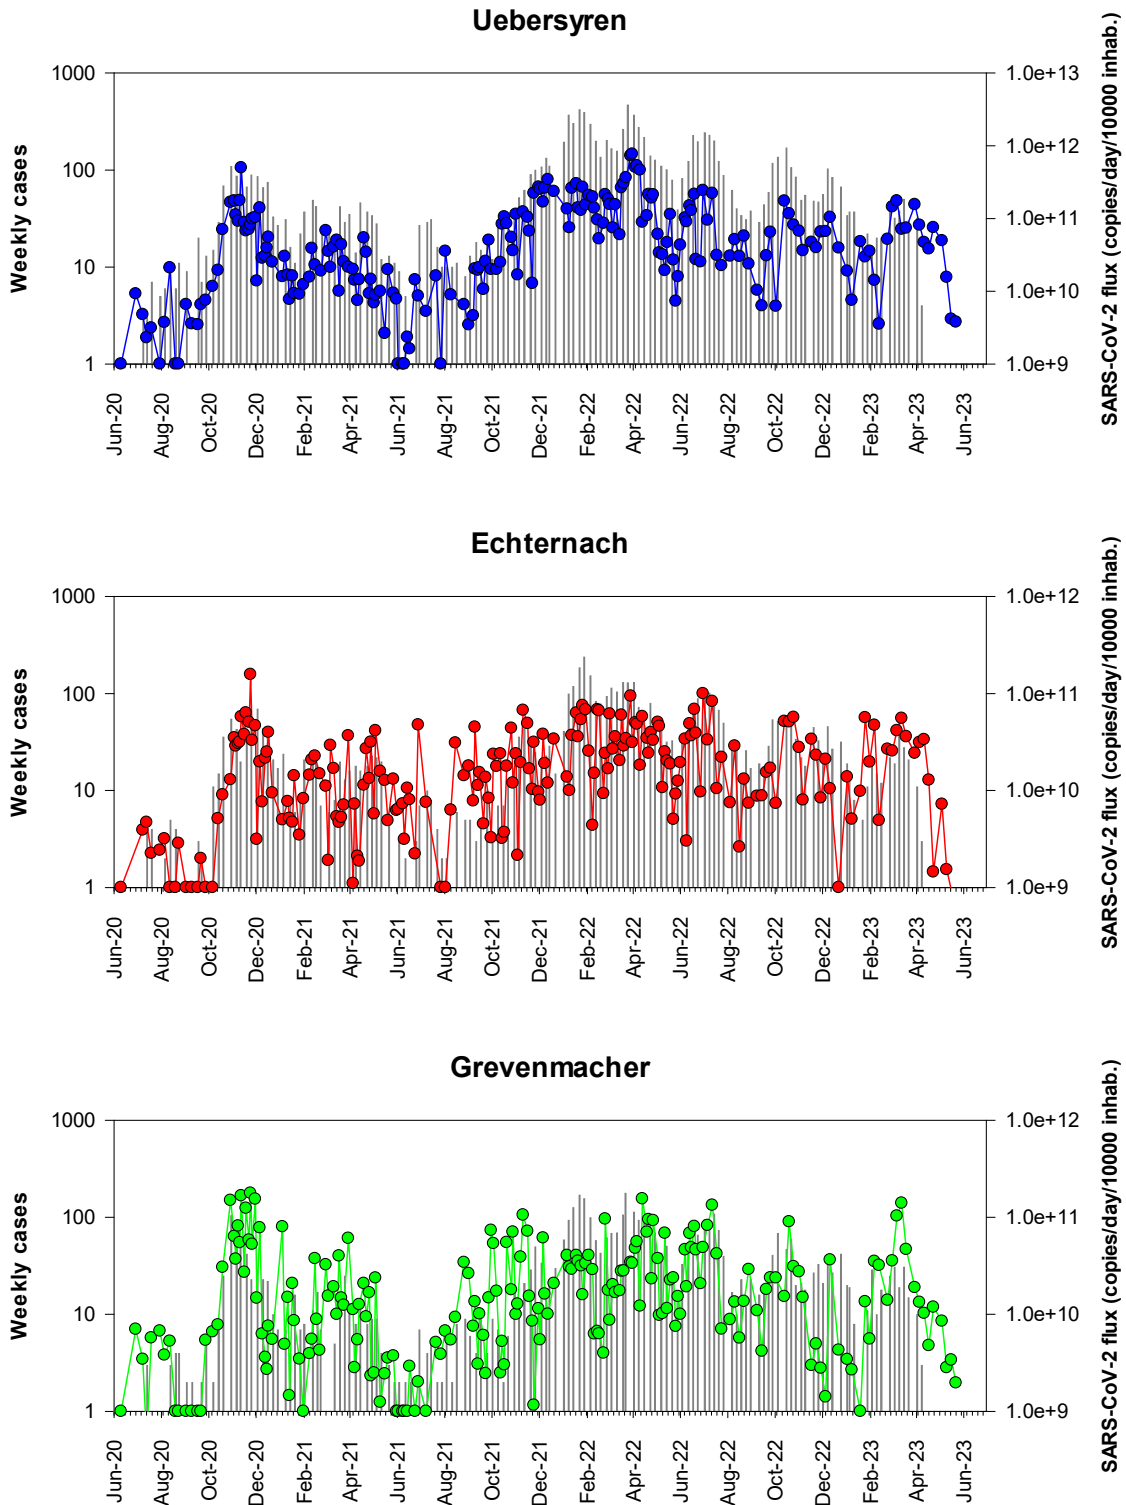 Uebersyren
Weekly cases
SARS-CoV-2 flux (copies/day/10000 inhab.)
1000
100
10
1
1.0e+13
1.0e+12
1.0e+11
1.0e+10
1.0e+9
Jun-20
Aug-20
Oct-20
Dec-20
Feb-21
Apr-21
Jun-21
Aug-21
Oct-21
Dec-21
Feb-22
Apr-22
Jun-22
Aug-22
Oct-22
Dec-22
Feb-23
Apr-23
Jun-23
Echternach
Weekly cases
SARS-CoV-2 flux (copies/day/10000 inhab.)
1000
100
10
1
1.0e+12
1.0e+11
1.0e+10
1.0e+9
Jun-20
Aug-20
Oct-20
Dec-20
Feb-21
Apr-21
Jun-21
Aug-21
Oct-21
Dec-21
Feb-22
Apr-22
Jun-22
Aug-22
Oct-22
Dec-22
Feb-23
Apr-23
Jun-23
Grevenmacher
Weekly cases
SARS-CoV-2 flux (copies/day/10000 inhab.)
1000
100
10
1
1.0e+12
1.0e+11
1.0e+10
1.0e+9
Jun-20
Aug-20
Oct-20
Dec-20
Feb-21
Apr-21
Jun-21
Aug-21
Oct-21
Dec-21
Feb-22
Apr-22
Jun-22
Aug-22
Oct-22
Dec-22
Feb-23
Apr-23
Jun-23